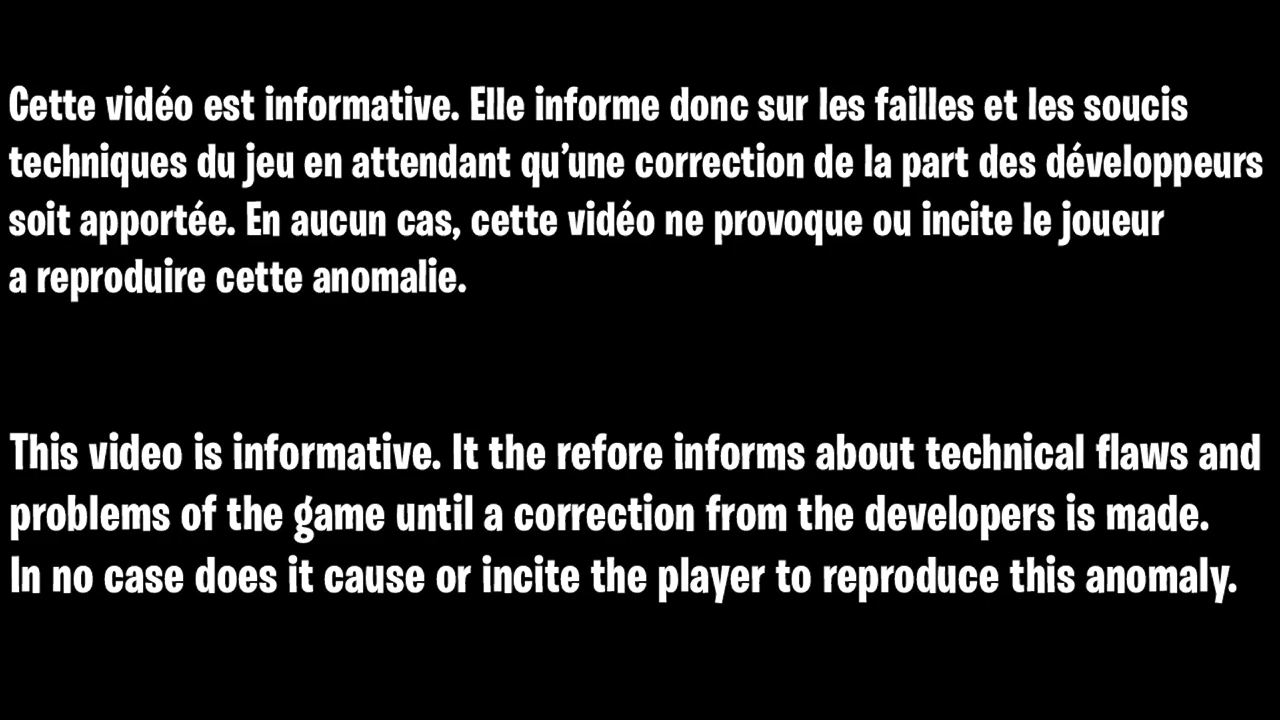 Cette vidéo est informative. Elle informe donc sur les failles et les soucis
techniques du jeu en attendant qu’une correction de la part des développeurs
soit apportée. En aucun cas, cette vidéo ne provoque ou incite le joueur
a reproduire cette anomalie.
This video is informative. It the refore informs about technical flaws and
problems of the game until a correction from the developers is made.
In no case does it cause or incite the player to reproduce this anomaly.